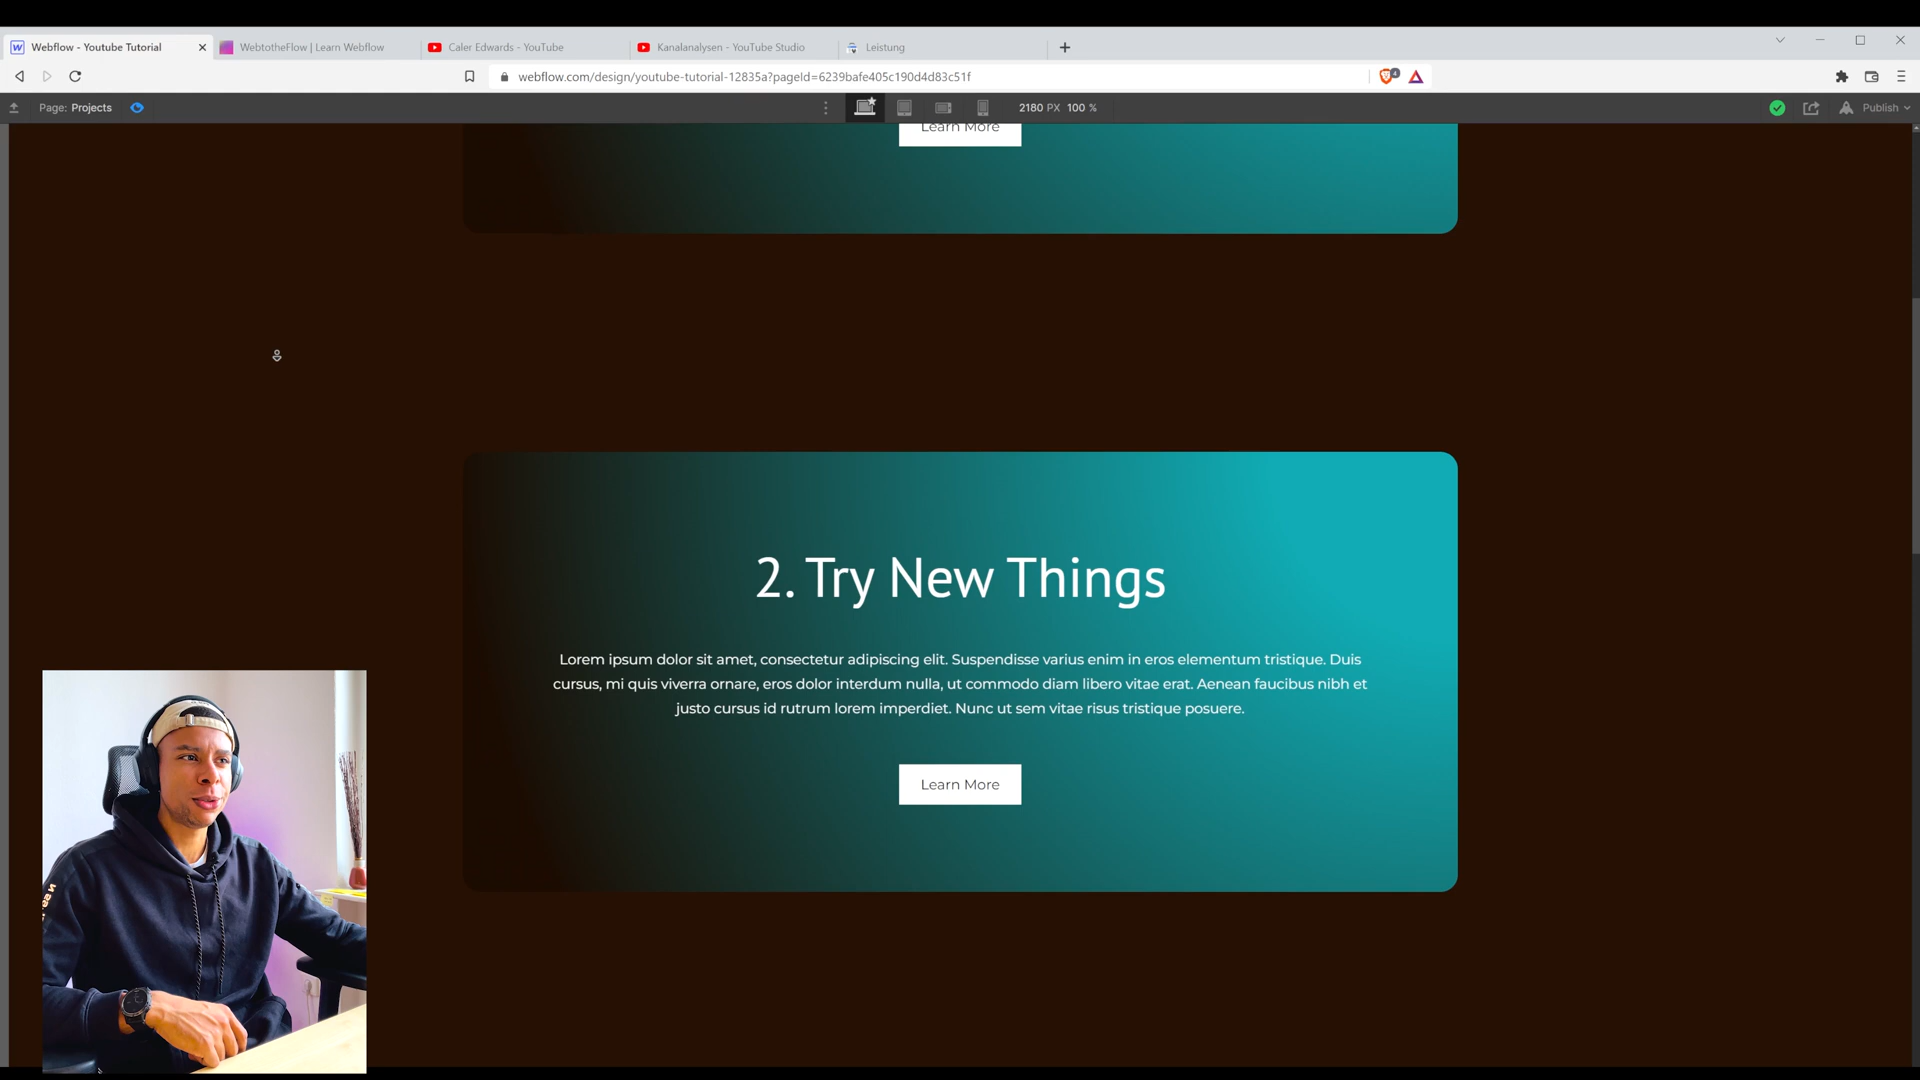 Webflow - Youtube Tutorial
WebtotheFlow | Learn Webflow
Caler Edwards - YouTube
Kanalanalysen - YouTube Studio
Leistung
webflow.com/design/youtube-tutorial-12835a?pageId=6239bafe405c190d4d83c51f
Page: Projects
2180 PX 100 %
Publish
Learn More
2. Try New Things
Lorem ipsum dolor sit amet, consectetur adipiscing elit. Suspendisse varius enim in eros elementum tristique. Duis
cursus, mi quis viverra ornare, eros dolor interdum nulla, ut commodo diam libero vitae erat. Aenean faucibus nibh et
justo cursus id rutrum lorem imperdiet. Nunc ut sem vitae risus tristique posuere.
Learn More